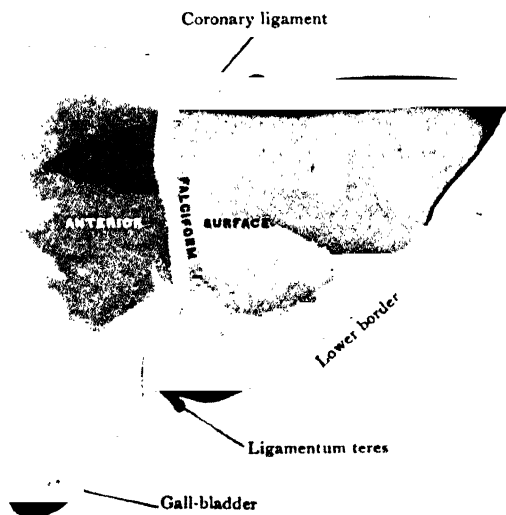 Coronary ligament
ANTERIOR
FALCIFORM
SURFACE
Lower border
Ligamentum teres
Gall-bladder